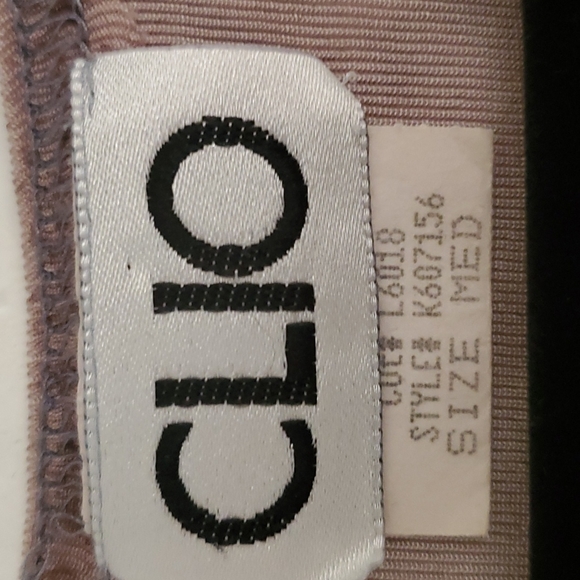 CLIO
CUT# L6018
STYLE# K607156
SIZE MED